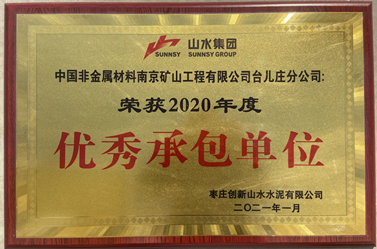 山水集团
SUNNSY SUNNSY GROUP
中国非金属材料南京矿山工程有限公司台儿庄分公司:
荣获2020年度
优秀承包单位
枣庄创新山水水泥有限公司
二〇二一年一月